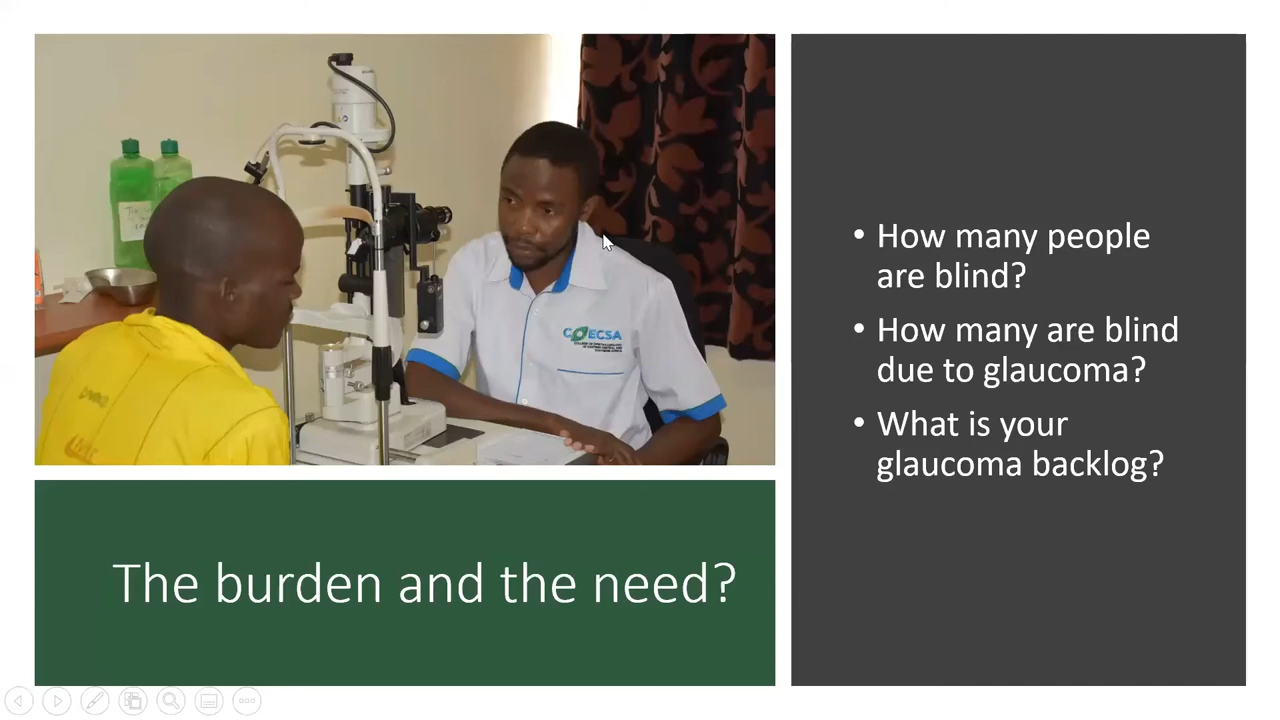 COECSA
The burden and the need?
• How many people
are blind?
• How many are blind
due to glaucoma?
• What is your
glaucoma backlog?